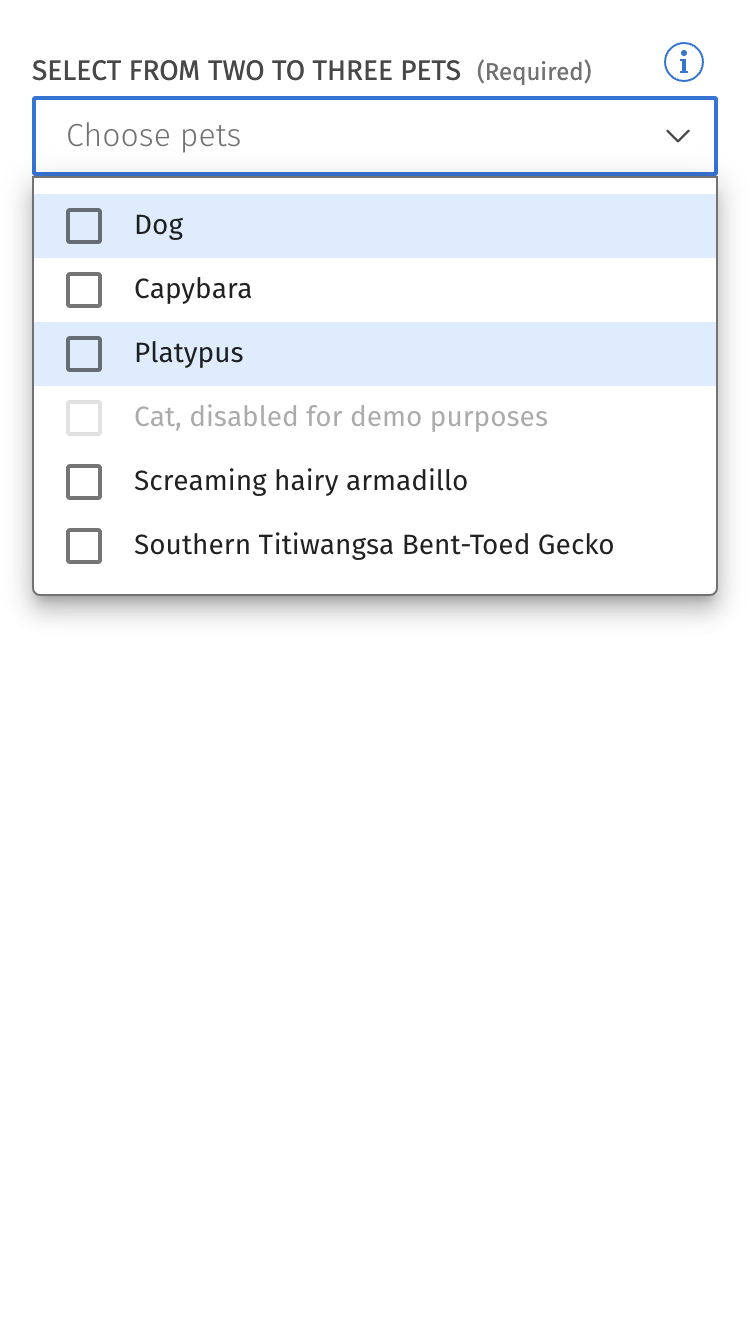 SELECT FROM TWO TO THREE PETS (Required)
Choose pets
Dog
Capybara
Platypus
Cat, disabled for demo purposes
Screaming hairy armadillo
Southern Titiwangsa Bent-Toed Gecko